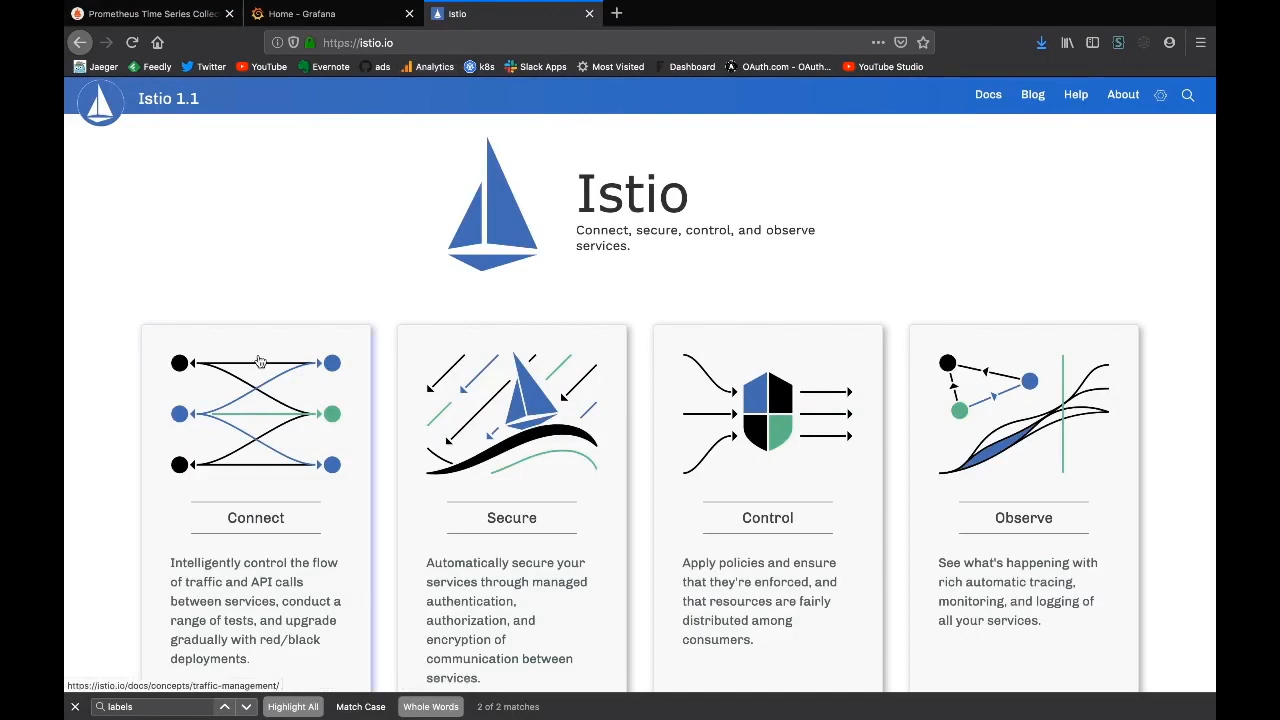 Prometheus Time Series Collec
Home - Grafana
Istio
https://istio.io
Jaeger
Feedly
Twitter
YouTube
Evernote
ads
Analytics
k8s
Slack Apps
Most Visited
Dashboard
OAuth.com - OAuth...
YouTube Studio
Istio 1.1
Docs
Blog
Help
About
Istio
Connect, secure, control, and observe
services.
Connect
Intelligently control the flow
of traffic and API calls
between services, conduct a
range of tests, and upgrade
gradually with red/black
deployments.
Secure
Automatically secure your
services through managed
authentication,
authorization, and
encryption of
communication between
services.
Control
Apply policies and ensure
that they're enforced, and
that resources are fairly
distributed among
consumers.
Observe
See what's happening with
rich automatic tracing,
monitoring, and logging of
all your services.
https://istio.io/docs/concepts/traffic-management/
labels
Highlight All
Match Case
Whole Words
2 of 2 matches